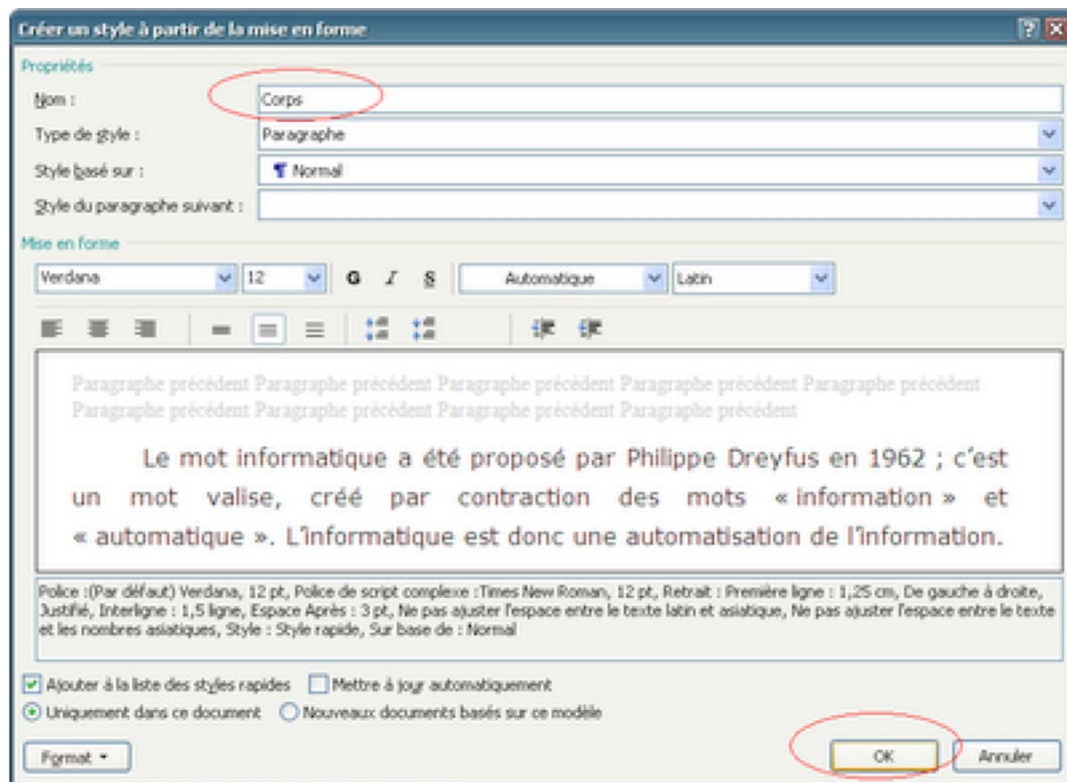 Créer un style à partir de la mise en forme
Propriétés
Nom : Corps
Type de style : Paragraphe
Style basé sur : ¶ Normal
Style du paragraphe suivant :
Mise en forme
Verdana 12 G I S Automatique Latin
Paragraphe précédent Paragraphe précédent Paragraphe précédent Paragraphe précédent Paragraphe précédent
Paragraphe précédent Paragraphe précédent Paragraphe précédent Paragraphe précédent
Le mot informatique a été proposé par Philippe Dreyfus en 1962 ; c’est
un mot valise, créé par contraction des mots « information » et
« automatique ». L’informatique est donc une automatisation de l’information.
Police :(Par défaut) Verdana, 12 pt, Police de script complexe :Times New Roman, 12 pt, Retrait : Première ligne : 1,25 cm, De gauche à droite,
Justifié, Interligne : 1,5 ligne, Espace Après : 3 pt, Ne pas ajuster l'espace entre le texte latin et asiatique, Ne pas ajuster l'espace entre le texte
et les nombres asiatiques, Style : Style rapide, Sur base de : Normal
Ajouter à la liste des styles rapides Mettre à jour automatiquement
Uniquement dans ce document Nouveaux documents basés sur ce modèle
Format OK Annuler